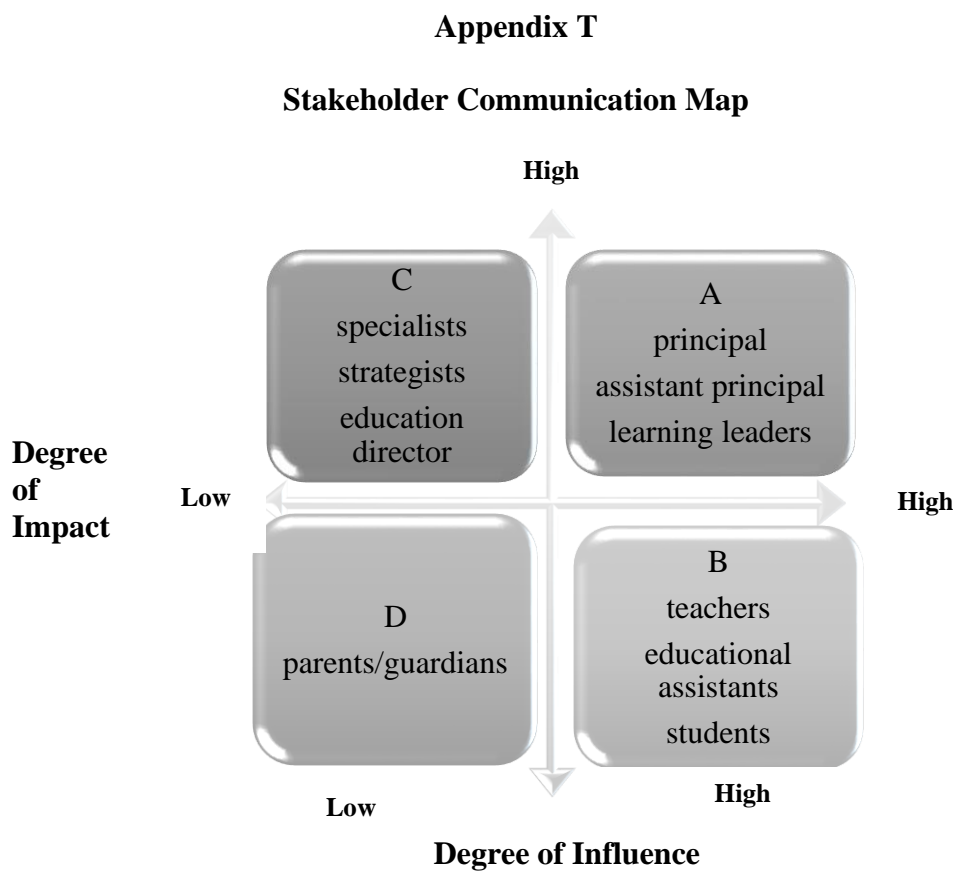 Appendix T
Stakeholder Communication Map
High
C
specialists
strategists
education
director
A
principal
assistant principal
learning leaders
Degree
of
Impact
Low
High
D
parents/guardians
B
teachers
educational
assistants
students
Low
High
Degree of Influence